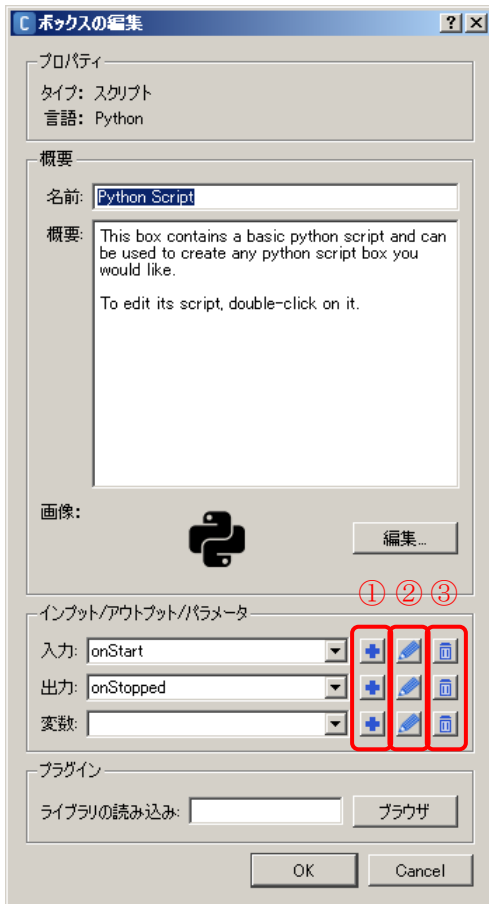 C ボックスの編集 ? ×
プロパティ
タイプ: スクリプト
言語: Python
概要
名前: Python Script
概要: This box contains a basic python script and can
be used to create any python script box you
would like.
To edit its script, double-click on it.
画像:
編集...
① ② ③
インプット/アウトプット/パラメータ
入力: onStart
出力: onStopped
変数:
プラグイン
ライブラリの読み込み: ブラウザ
OK Cancel